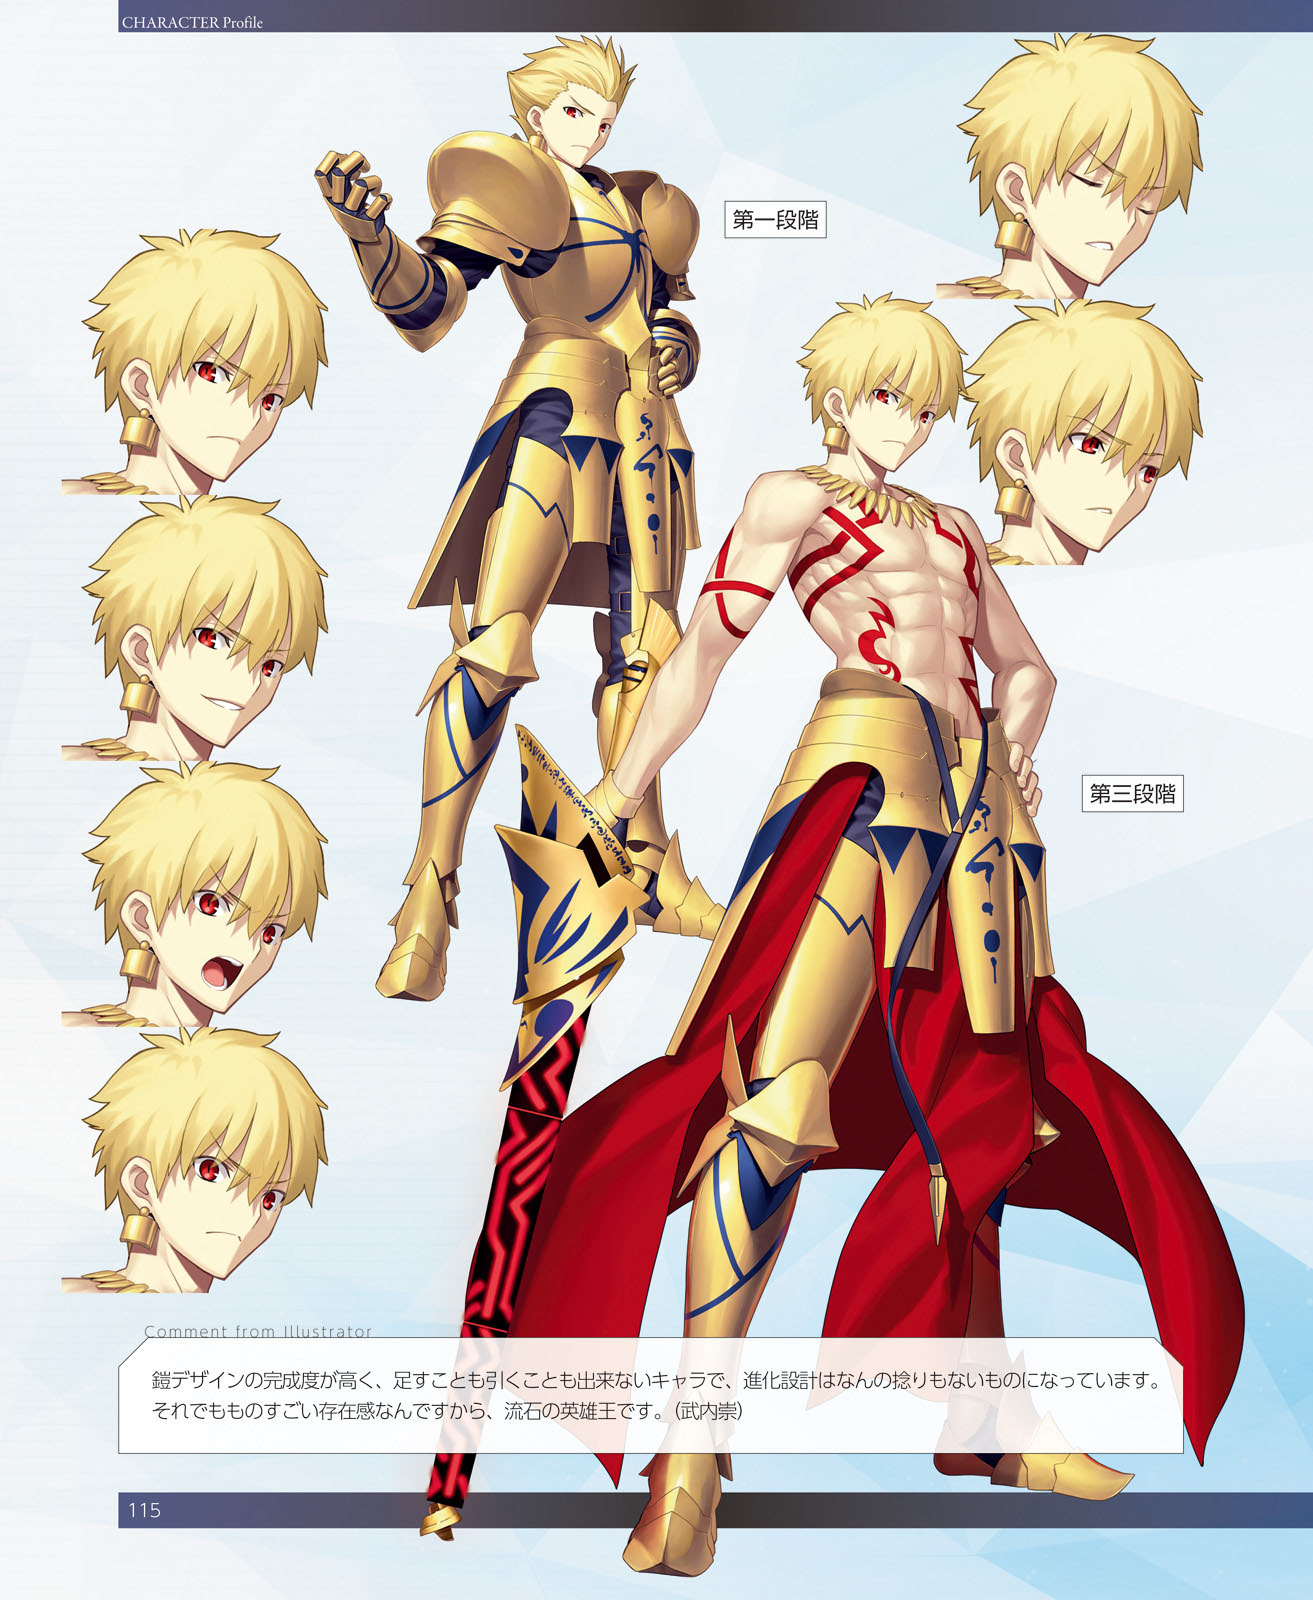 CHARACTER Profile
第一段階
第三段階
Comment from Illustrator
鎧デザインの完成度が高く、足すことも引くことも出来ないキャラで、進化設計はなんの捻りもないものになっています。
それでもものすごい存在感なんですから、流石の英雄王です。（武内崇）
115